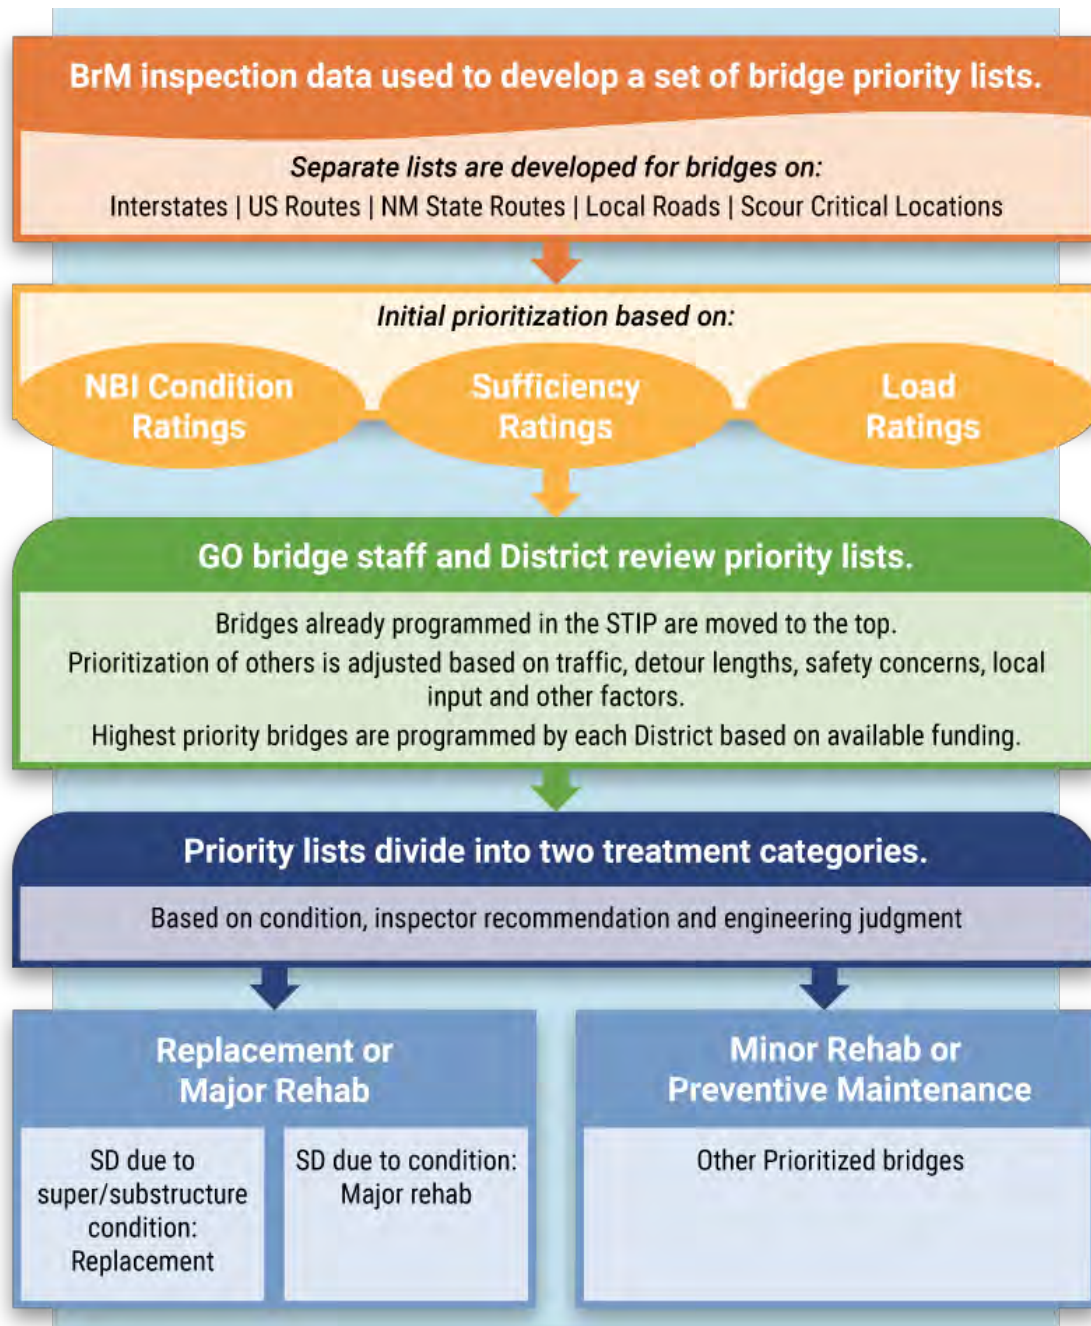 BrM inspection data used to develop a set of bridge priority lists.
Separate lists are developed for bridges on:
Interstates | US Routes | NM State Routes | Local Roads | Scour Critical Locations
Initial prioritization based on:
NBI Condition
Ratings
Sufficiency
Ratings
Load
Ratings
GO bridge staff and District review priority lists.
Bridges already programmed in the STIP are moved to the top.
Prioritization of others is adjusted based on traffic, detour lengths, safety concerns, local
input and other factors.
Highest priority bridges are programmed by each District based on available funding.
Priority lists divide into two treatment categories.
Based on condition, inspector recommendation and engineering judgment
Replacement or
Major Rehab
SD due to
super/substructure
condition:
Replacement
SD due to condition:
Major rehab
Minor Rehab or
Preventive Maintenance
Other Prioritized bridges